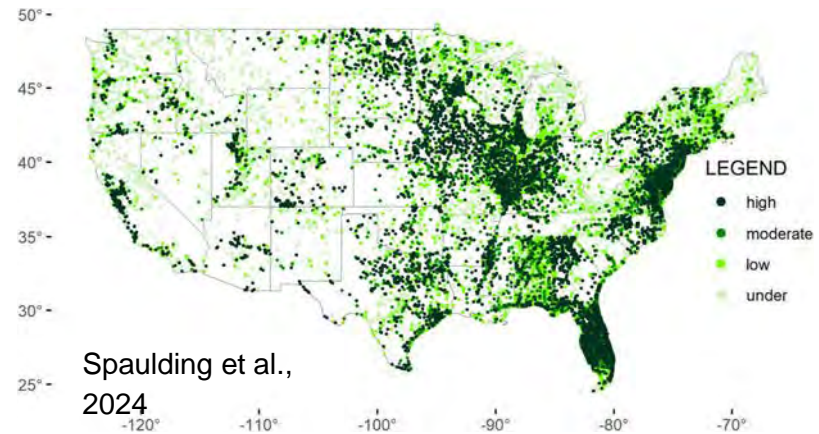 50°
45°
40°
35°
30°
25°
LEGEND
high
moderate
low
under
Spaulding et al.,
2024
-120°
-110°
-100°
-90°
-80°
-70°